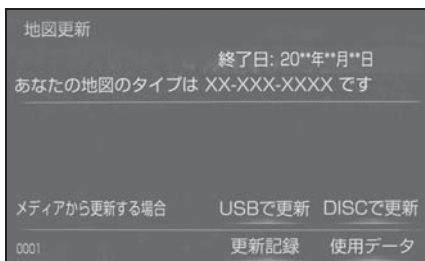 地図更新
終了日: 20**年**月**日
あなたの地図のタイプは XX-XXX-XXXX です
メディアから更新する場合 USBで更新 DISCで更新
0001 更新記録 使用データ